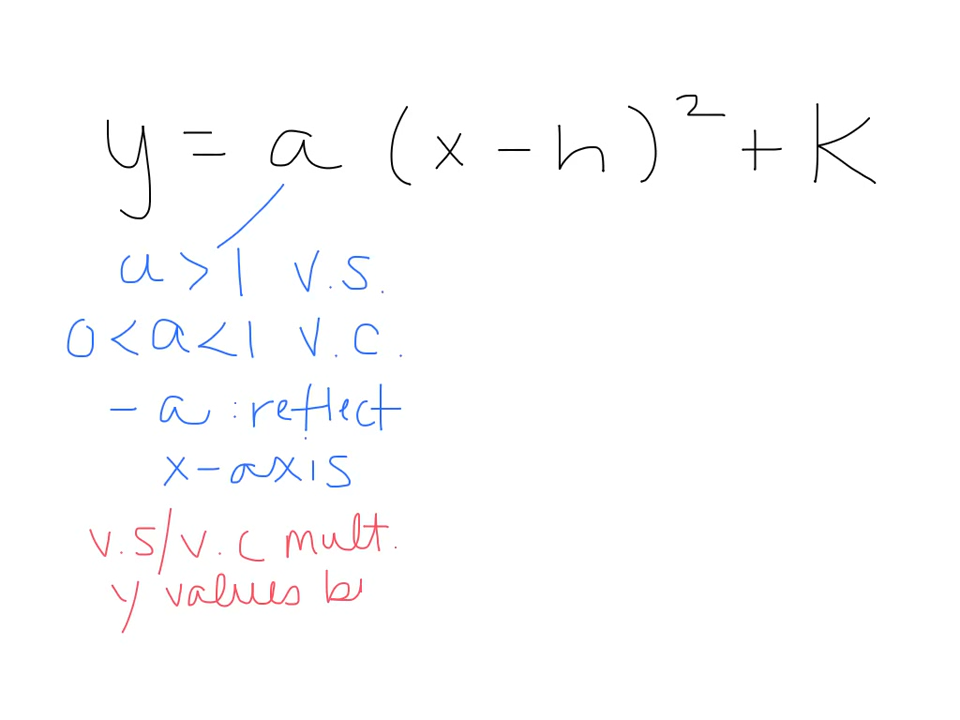 y = a (x - h)² + K
a > 1 V.S.
0 < a < 1 V.C.
- a : reflect
x-axis
V.S/V.C mult.
y values